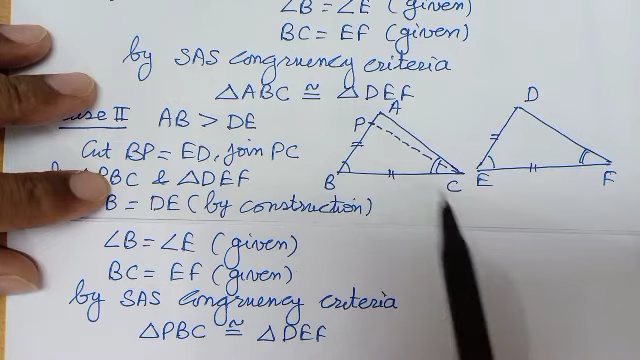 ∠B = ∠E (given)
BC = EF (given)
by SAS congruency criteria
△ABC ≅ △DEF
II AB > DE
Cut BP = ED, join PC
PBC & △DEF
B = DE (by construction)
∠B = ∠E (given)
BC = EF (given)
by SAS congruency criteria
△PBC ≅ △DEF
A
P
B
C
D
E
F